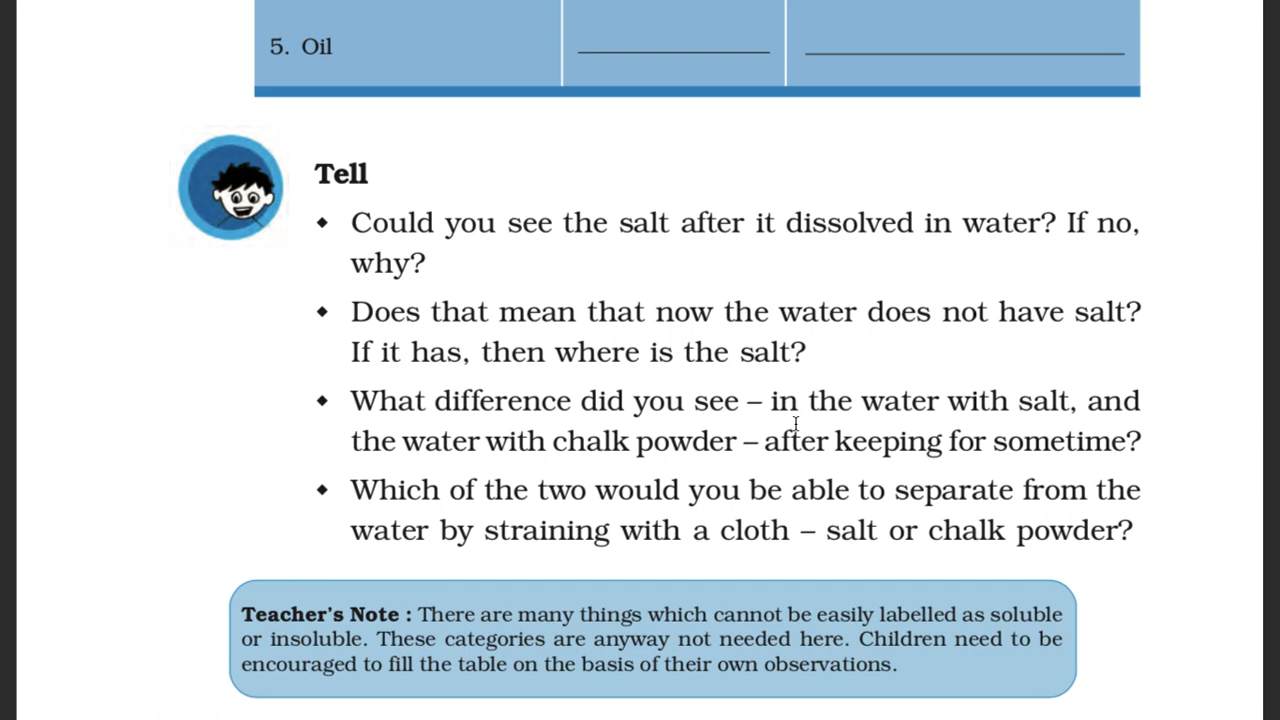 5. Oil
Tell
◆ Could you see the salt after it dissolved in water? If no,
why?
◆ Does that mean that now the water does not have salt?
If it has, then where is the salt?
◆ What difference did you see – in the water with salt, and
the water with chalk powder – after keeping for sometime?
◆ Which of the two would you be able to separate from the
water by straining with a cloth – salt or chalk powder?
Teacher's Note : There are many things which cannot be easily labelled as soluble
or insoluble. These categories are anyway not needed here. Children need to be
encouraged to fill the table on the basis of their own observations.